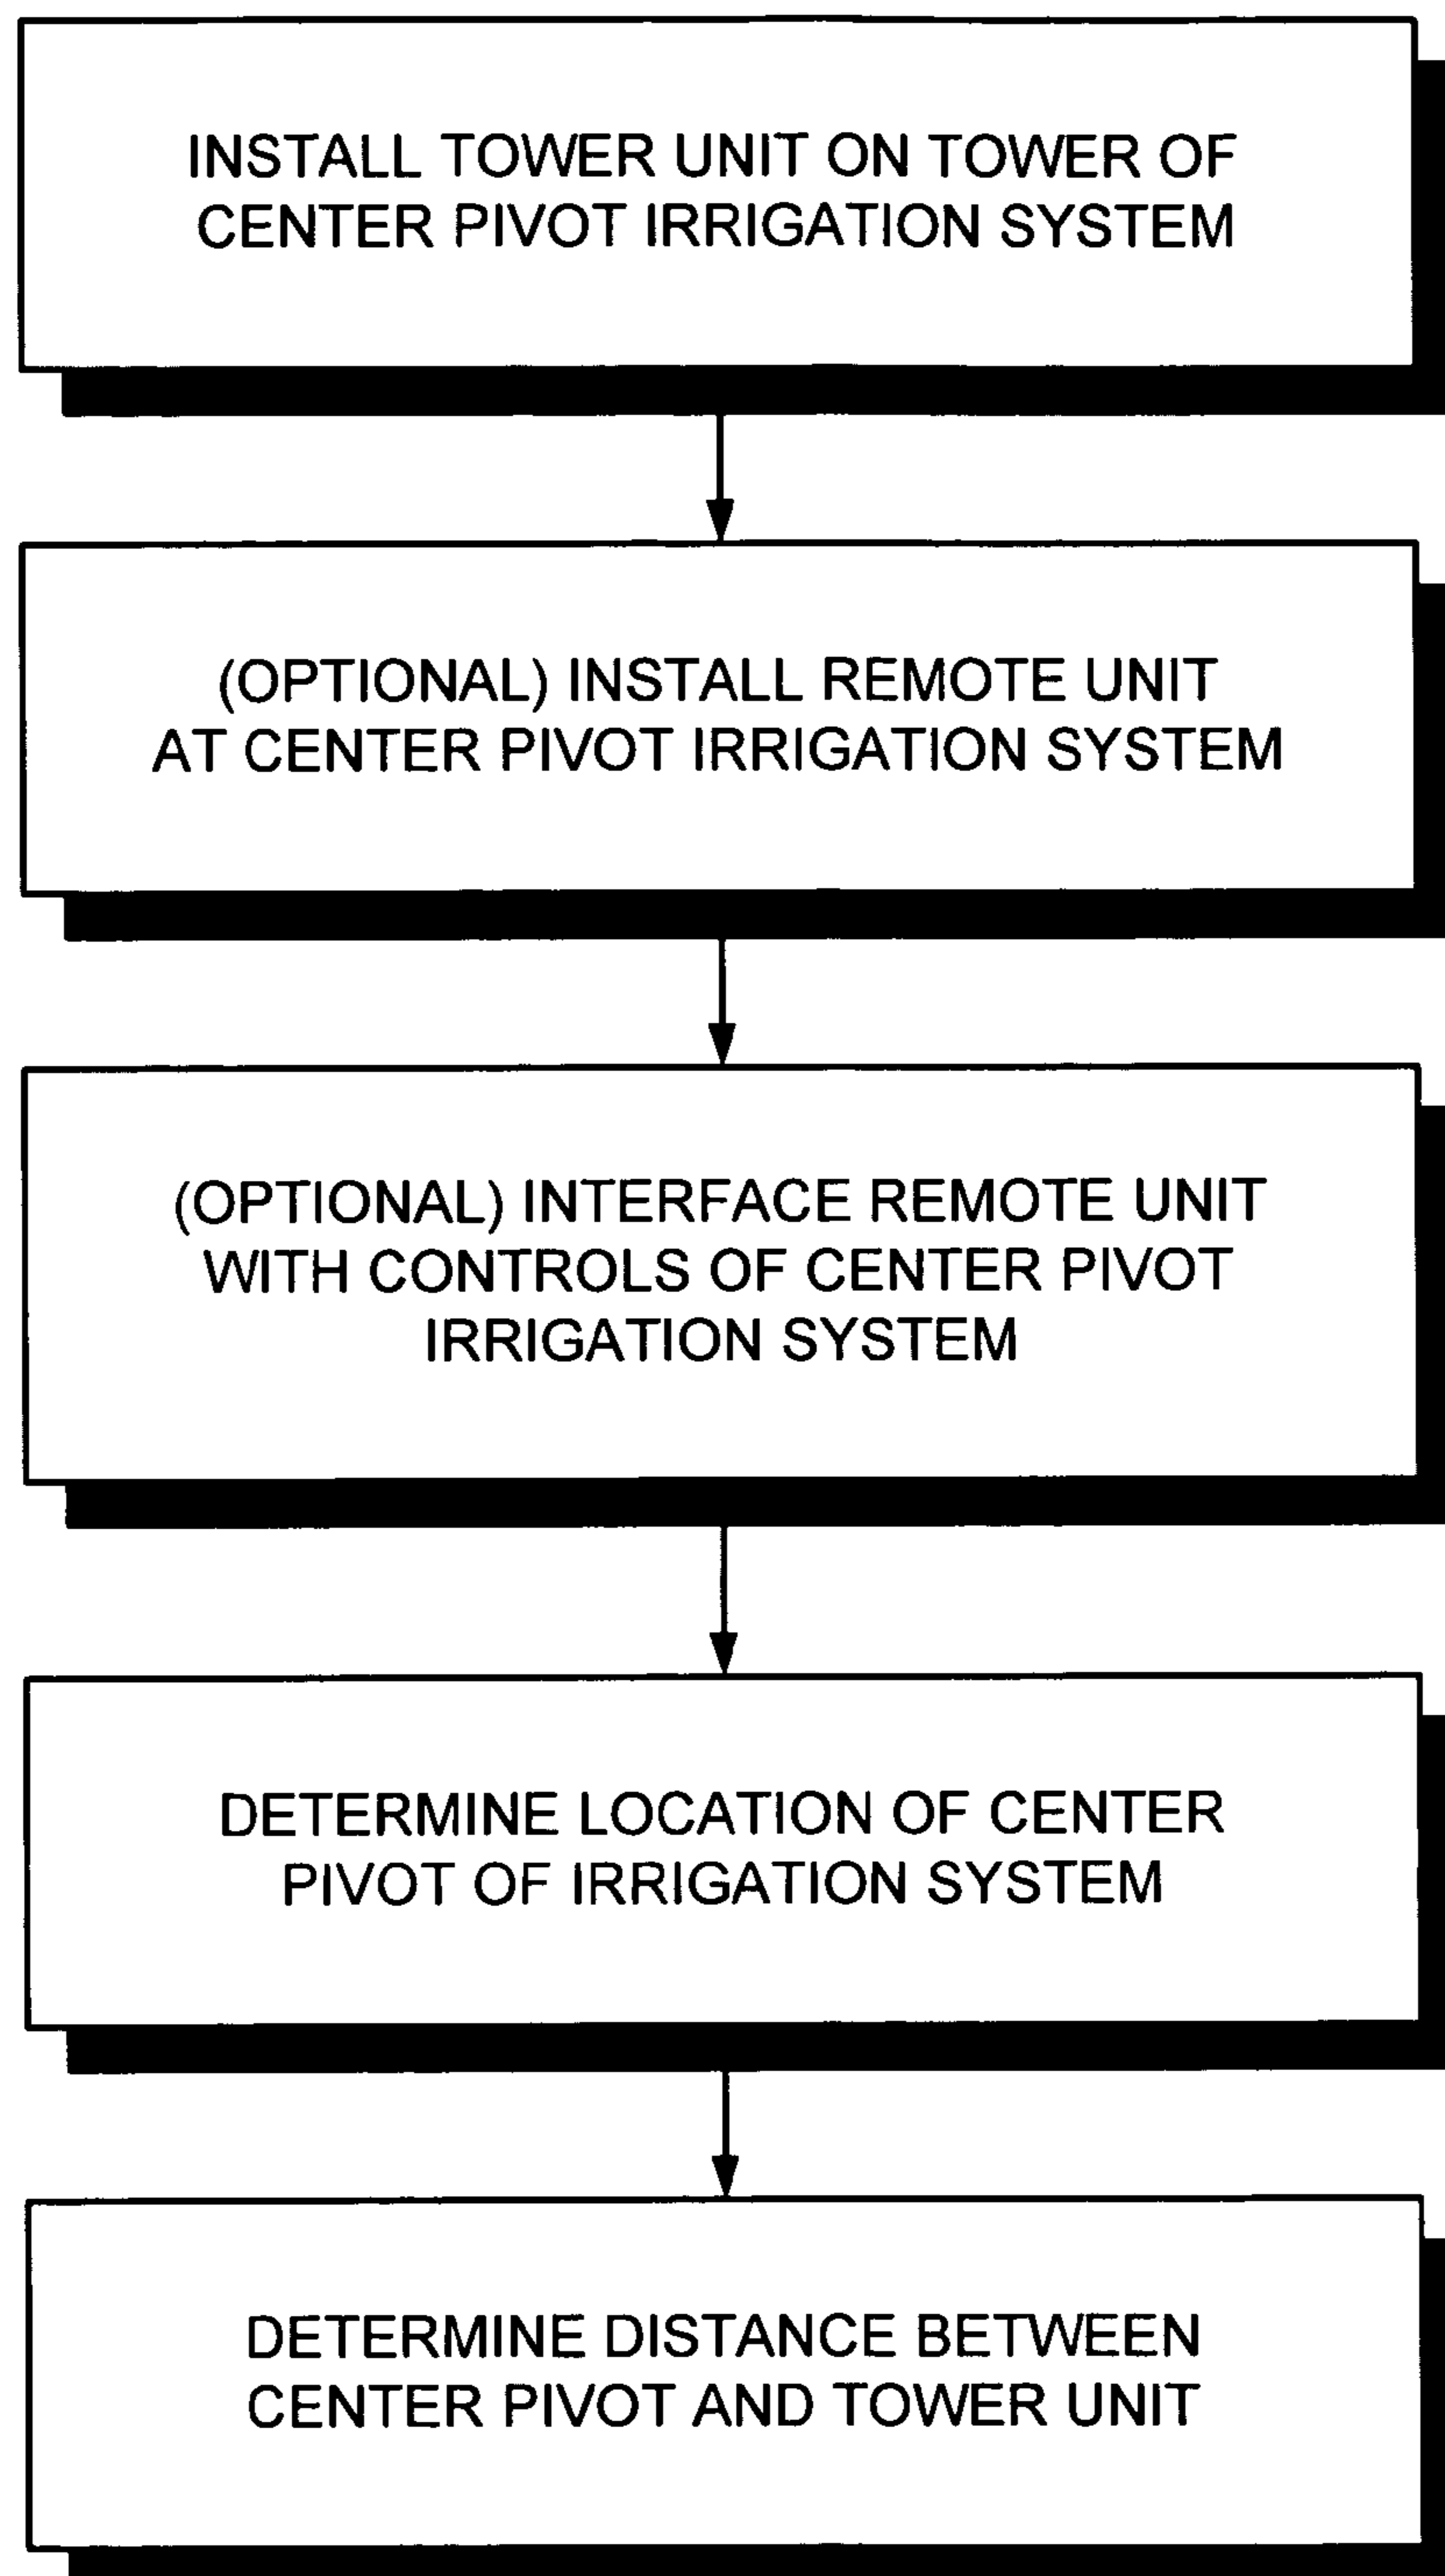 INSTALL TOWER UNIT ON TOWER OF
CENTER PIVOT IRRIGATION SYSTEM
(OPTIONAL) INSTALL REMOTE UNIT
AT CENTER PIVOT IRRIGATION SYSTEM
(OPTIONAL) INTERFACE REMOTE UNIT
WITH CONTROLS OF CENTER PIVOT
IRRIGATION SYSTEM
DETERMINE LOCATION OF CENTER
PIVOT OF IRRIGATION SYSTEM
DETERMINE DISTANCE BETWEEN
CENTER PIVOT AND TOWER UNIT